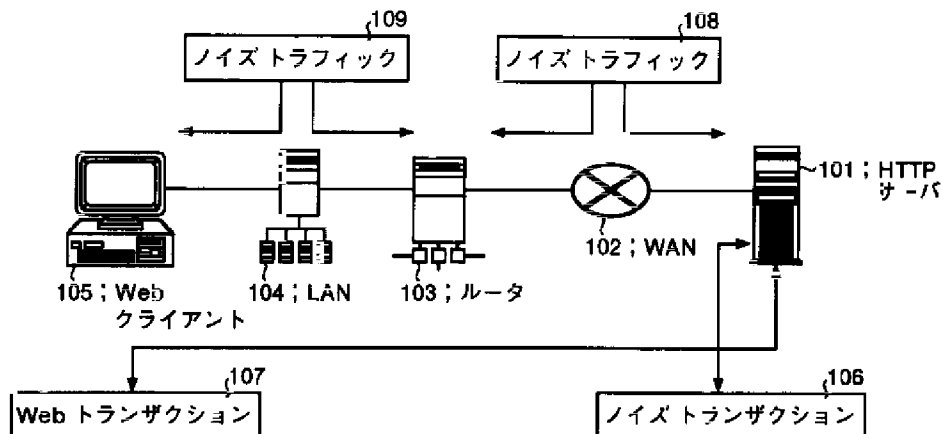 109
ノイズ トラフィック
108
ノイズ トラフィック
101 ; HTTP
サーバ
102 ; WAN
105 ; Web
クライアント
104 ; LAN
103 ; ルータ
107
Web トランザクション
106
ノイズ トランザクション